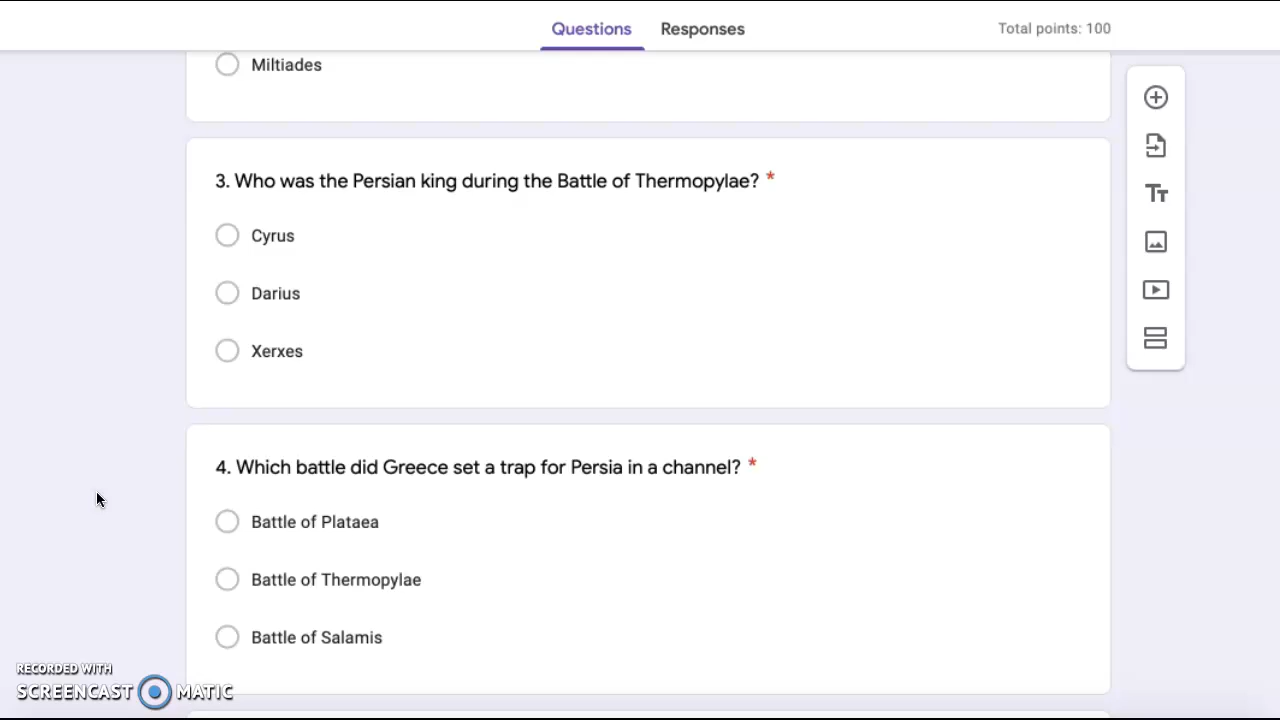 Questions Responses Total points: 100
Miltiades
3. Who was the Persian king during the Battle of Thermopylae? *
Cyrus
Darius
Xerxes
4. Which battle did Greece set a trap for Persia in a channel? *
Battle of Plataea
Battle of Thermopylae
Battle of Salamis
RECORDED WITH
SCREENCAST MATIC